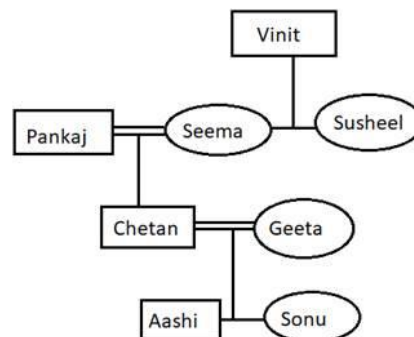 Vinit
Pankaj
Seema
Susheel
Chetan
Geeta
Aashi
Sonu